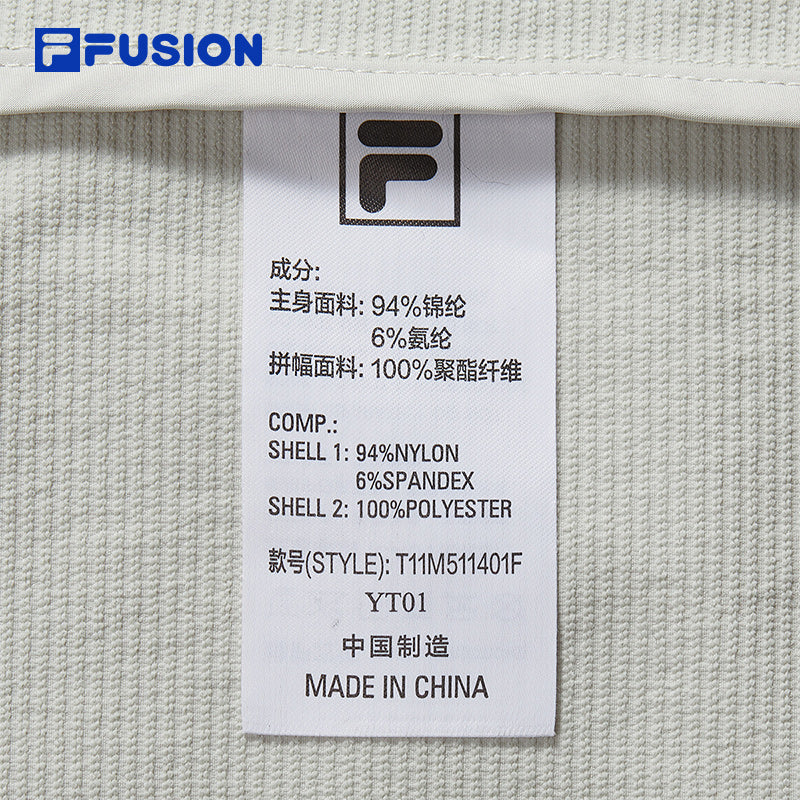 FUSION
成分:
主身面料: 94%锦纶
6%氨纶
拼幅面料: 100%聚酯纤维
COMP.:
SHELL 1: 94%NYLON
6%SPANDEX
SHELL 2: 100%POLYESTER
款号(STYLE): T11M511401F
YT01
中国制造
MADE IN CHINA